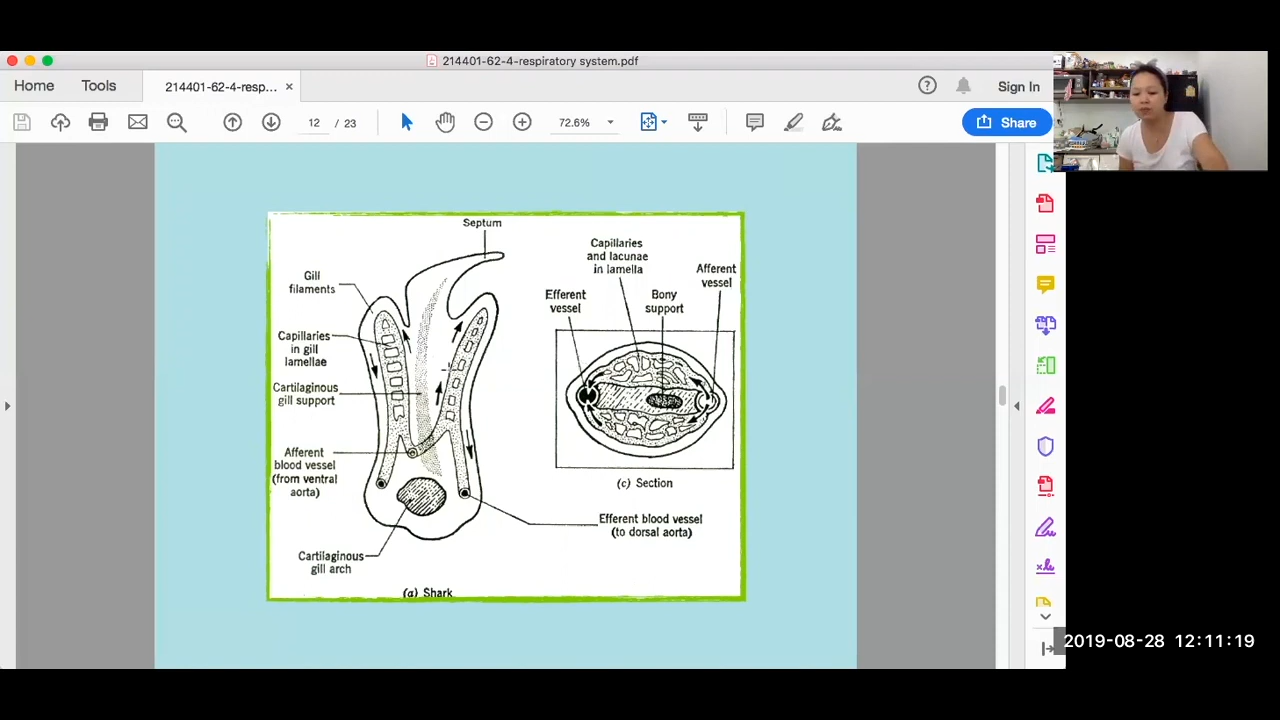 214401-62-4-respiratory system.pdf
Home
Tools
214401-62-4-resp...
Sign In
12 / 23
72.6%
Share
Septum
Gill
filaments
Capillaries
in gill
lamellae
Cartilaginous
gill support
Afferent
blood vessel
(from ventral
aorta)
Cartilaginous
gill arch
(a) Shark
Capillaries
and lacunae
in lamella
Afferent
vessel
Efferent
vessel
Bony
support
(c) Section
Efferent blood vessel
(to dorsal aorta)
2019-08-28 12:11:19